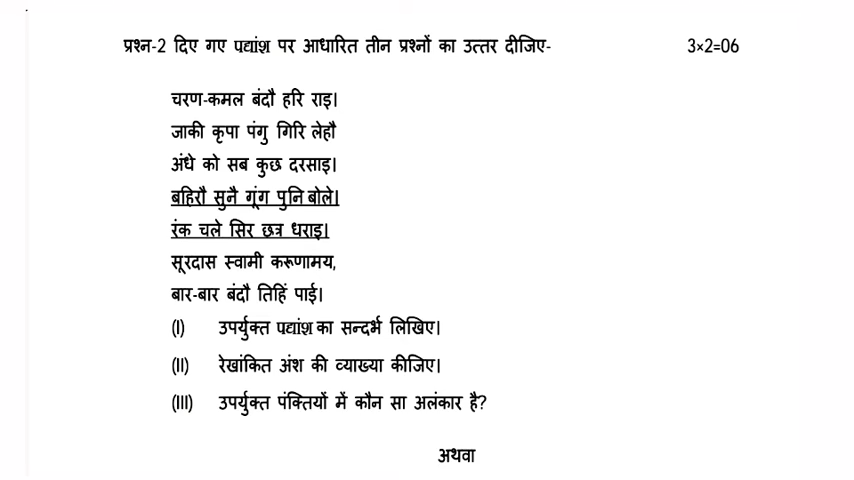 प्रश्न-2 दिए गए पद्यांश पर आधारित तीन प्रश्नों का उत्तर दीजिए- 3×2=06
चरण-कमल बंदौ हरि राइ।
जाकी कृपा पंगु गिरि लेहौ
अंधे को सब कुछ दरसाइ।
बहिरौ सुनै गूंग पुनि बोले।
रंक चले सिर छत्र धराइ।
सूरदास स्वामी करूणामय,
बार-बार बंदौ तिहिं पाई।
(I) उपर्युक्त पद्यांश का सन्दर्भ लिखिए।
(II) रेखांकित अंश की व्याख्या कीजिए।
(III) उपर्युक्त पंक्तियों में कौन सा अलंकार है?
अथवा